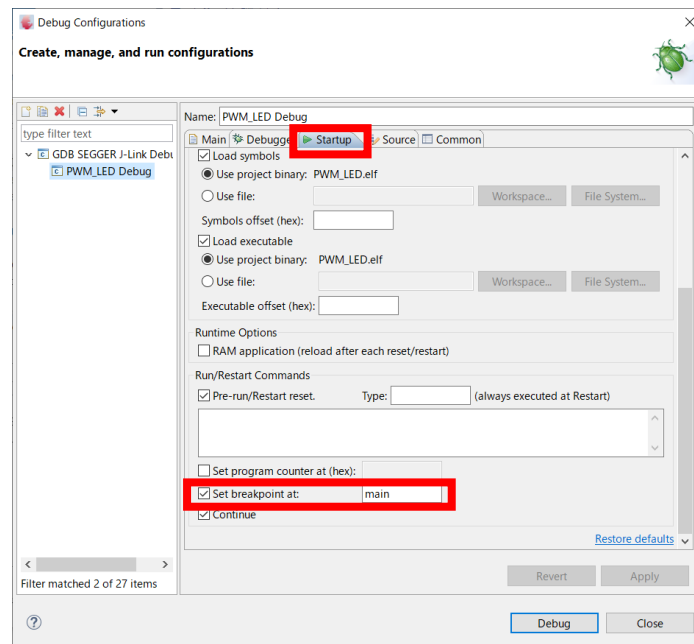 Debug Configurations
Create, manage, and run configurations
type filter text
GDB SEGGER J-Link Debu
PWM_LED Debug
Filter matched 2 of 27 items
Name: PWM_LED Debug
Main Debugge Startup Source Common
Load symbols
Use project binary: PWM_LED.elf
Use file: Workspace... File System...
Symbols offset (hex):
Load executable
Use project binary: PWM_LED.elf
Use file: Workspace... File System...
Executable offset (hex):
Runtime Options
RAM application (reload after each reset/restart)
Run/Restart Commands
Pre-run/Restart reset. Type: (always executed at Restart)
Set program counter at (hex):
Set breakpoint at: main
Continue
Restore defaults
Revert Apply
Debug Close